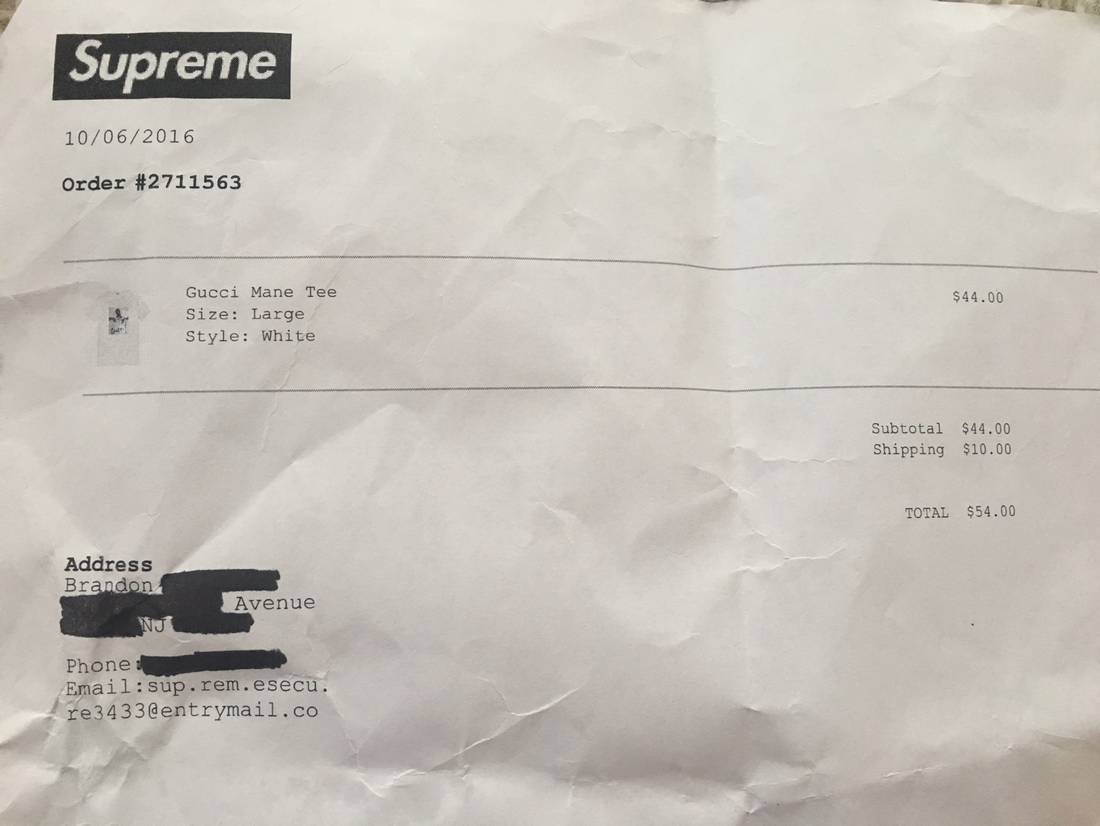 Supreme
10/06/2016
Order #2711563
Gucci Mane Tee
$44.00
Size: Large
Style: White
Subtotal $44.00
Shipping $10.00
TOTAL $54.00
Address
Brandon
Avenue
NJ
Phone:
Email:sup.rem.esecu.
re3433@entrymail.co